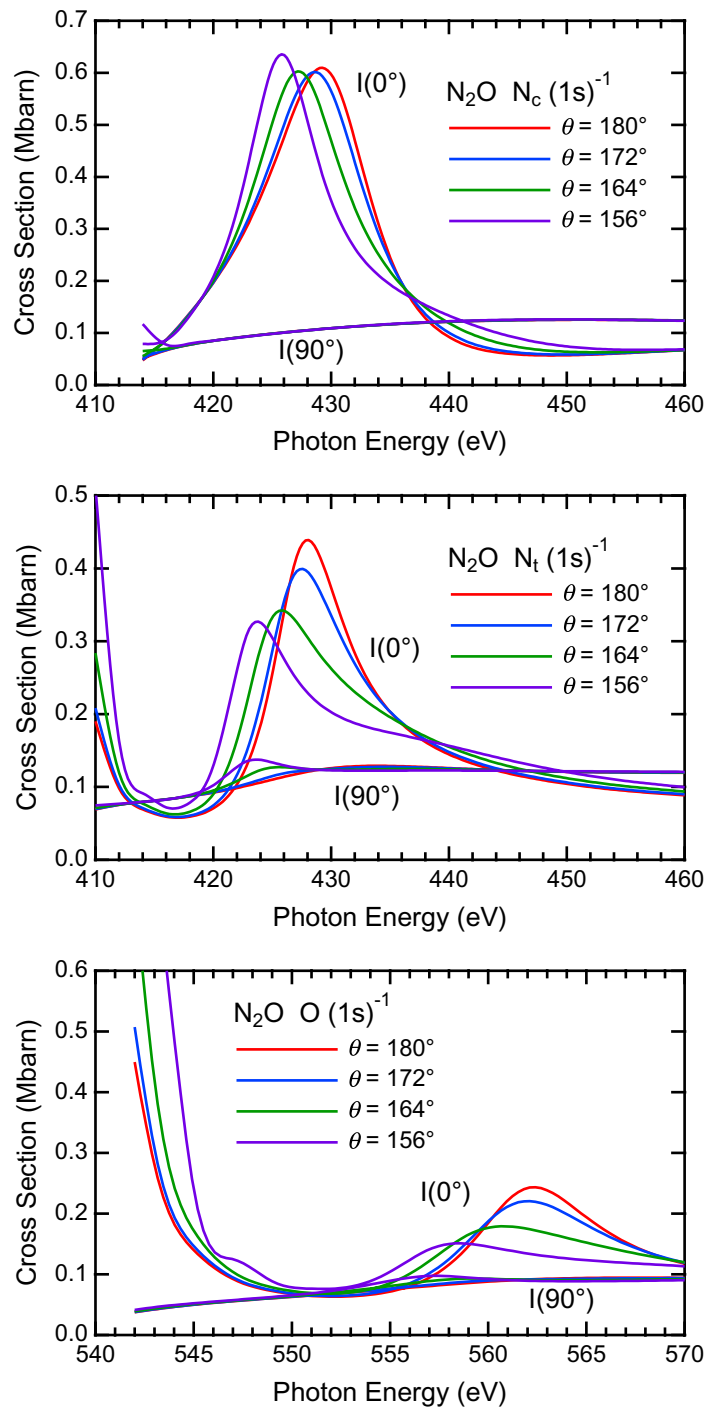 0.7
0.6
0.5
0.4
0.3
0.2
0.1
0.0
Cross Section (Mbarn)
I(0°)
I(90°)
N₂O N_c (1s)⁻¹
θ = 180°
θ = 172°
θ = 164°
θ = 156°
410 420 430 440 450 460
Photon Energy (eV)
0.5
0.4
0.3
0.2
0.1
0.0
Cross Section (Mbarn)
N₂O N_t (1s)⁻¹
θ = 180°
θ = 172°
θ = 164°
θ = 156°
I(0°)
I(90°)
410 420 430 440 450 460
Photon Energy (eV)
0.6
0.5
0.4
0.3
0.2
0.1
0.0
Cross Section (Mbarn)
N₂O O (1s)⁻¹
θ = 180°
θ = 172°
θ = 164°
θ = 156°
I(0°)
I(90°)
540 545 550 555 560 565 570
Photon Energy (eV)